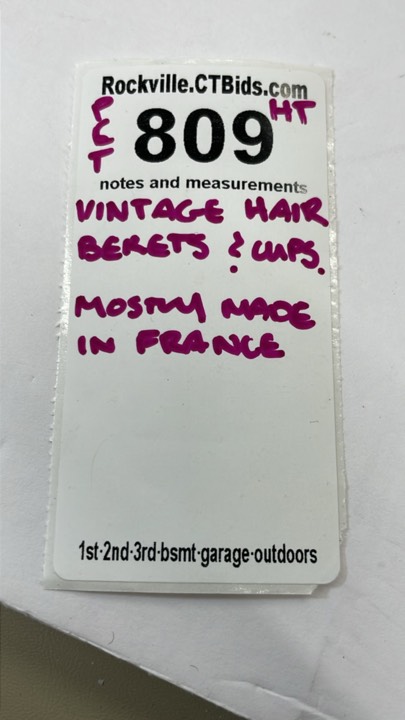 Rockville.CTBids.com
PCT 809 HT
notes and measurements
VINTAGE HAIR
BERETS & CLIPS.
MOSTLY MADE
IN FRANCE
1st·2nd·3rd·bsmt·garage·outdoors